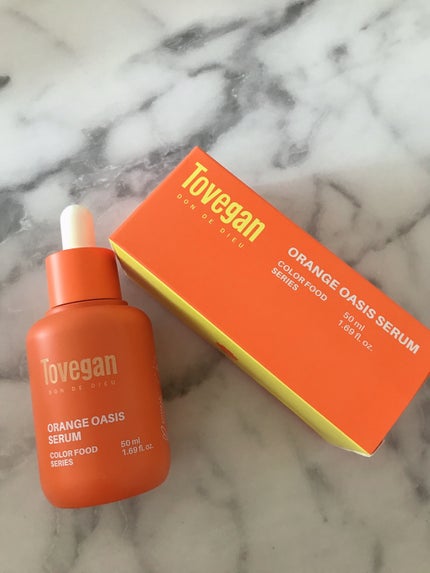 Tovegan
DON DE DIEU
ORANGE OASIS SERUM
COLOR FOOD
SERIES
50 ml
1.69 fl. oz.
Tovegan
DON DE DIEU
ORANGE OASIS
SERUM
COLOR FOOD
SERIES
50 ml
1.69 fl. oz.